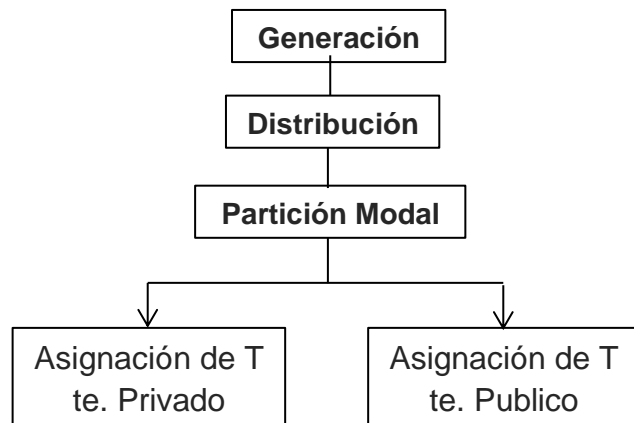 Generación
Distribución
Partición Modal
Asignación de T
te. Privado
Asignación de T
te. Publico